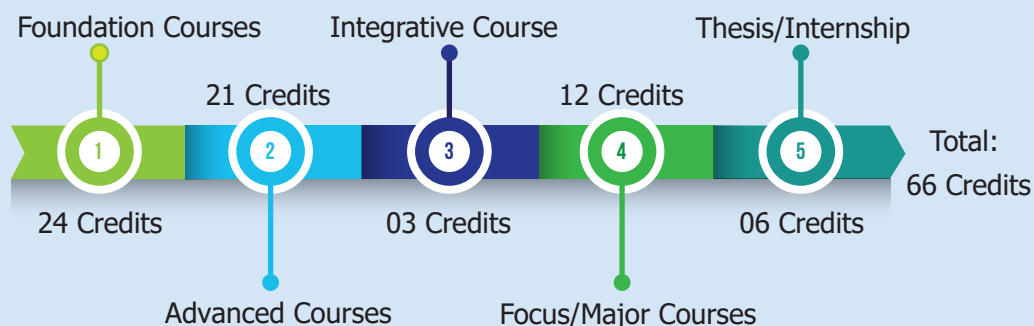 Foundation Courses
Integrative Course
Thesis/Internship
21 Credits
12 Credits
1
2
3
4
5
Total:
66 Credits
24 Credits
03 Credits
06 Credits
Advanced Courses
Focus/Major Courses